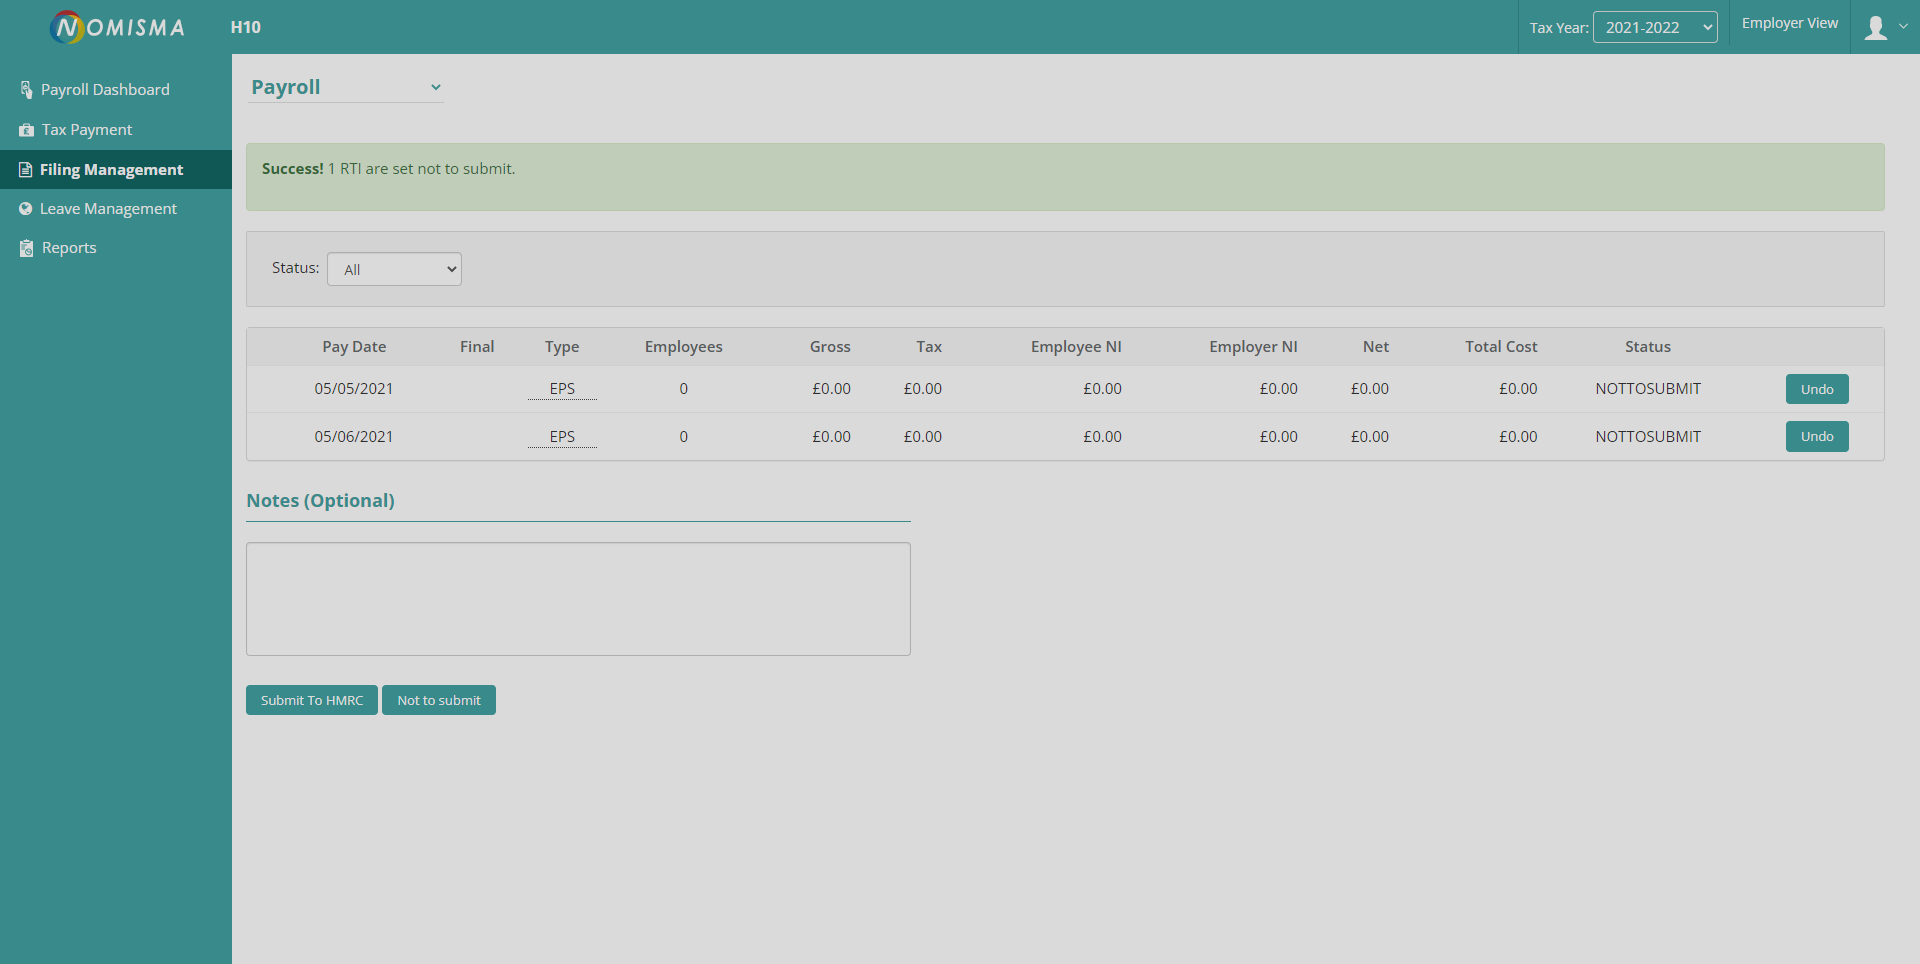 NOMISMA
H10
Tax Year: 2021-2022
Employer View
Payroll Dashboard
Tax Payment
Filing Management
Leave Management
Reports
Payroll
Success! 1 RTI are set not to submit.
Status: All
Pay Date Final Type Employees Gross Tax Employee NI Employer NI Net Total Cost Status
05/05/2021 EPS 0 £0.00 £0.00 £0.00 £0.00 £0.00 £0.00 NOTTOSUBMIT Undo
05/06/2021 EPS 0 £0.00 £0.00 £0.00 £0.00 £0.00 £0.00 NOTTOSUBMIT Undo
Notes (Optional)
Submit To HMRC Not to submit